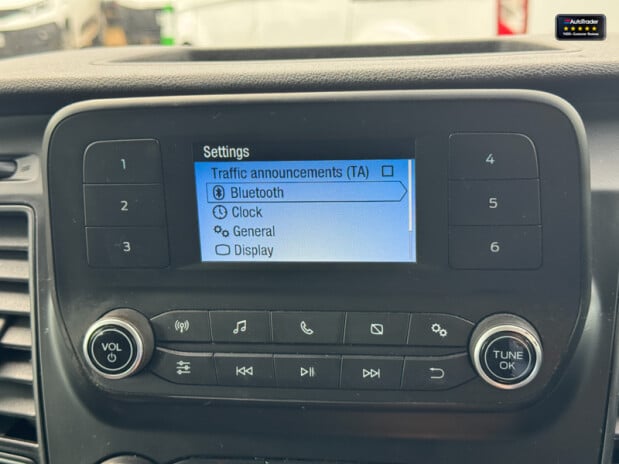 AutoTrader
Settings
Traffic announcements (TA)
Bluetooth
Clock
General
Display
1
2
3
4
5
6
VOL
TUNE
OK